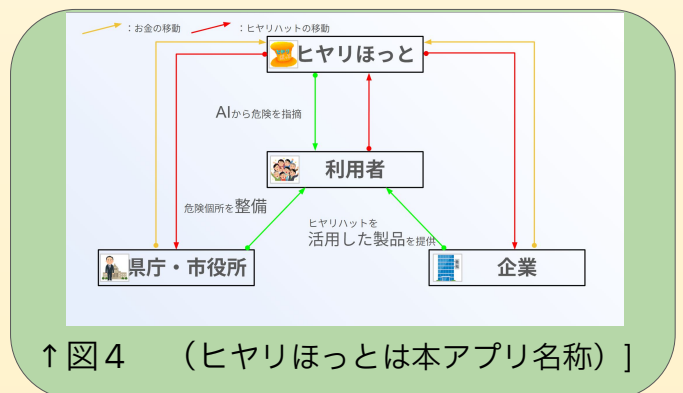 ：お金の移動　：ヒヤリハットの移動
ヒヤリほっと
AIから危険を指摘
利用者
危険個所を整備
ヒヤリハットを
活用した製品を提供
県庁・市役所
企業
↑図４　（ヒヤリほっとは本アプリ名称）]